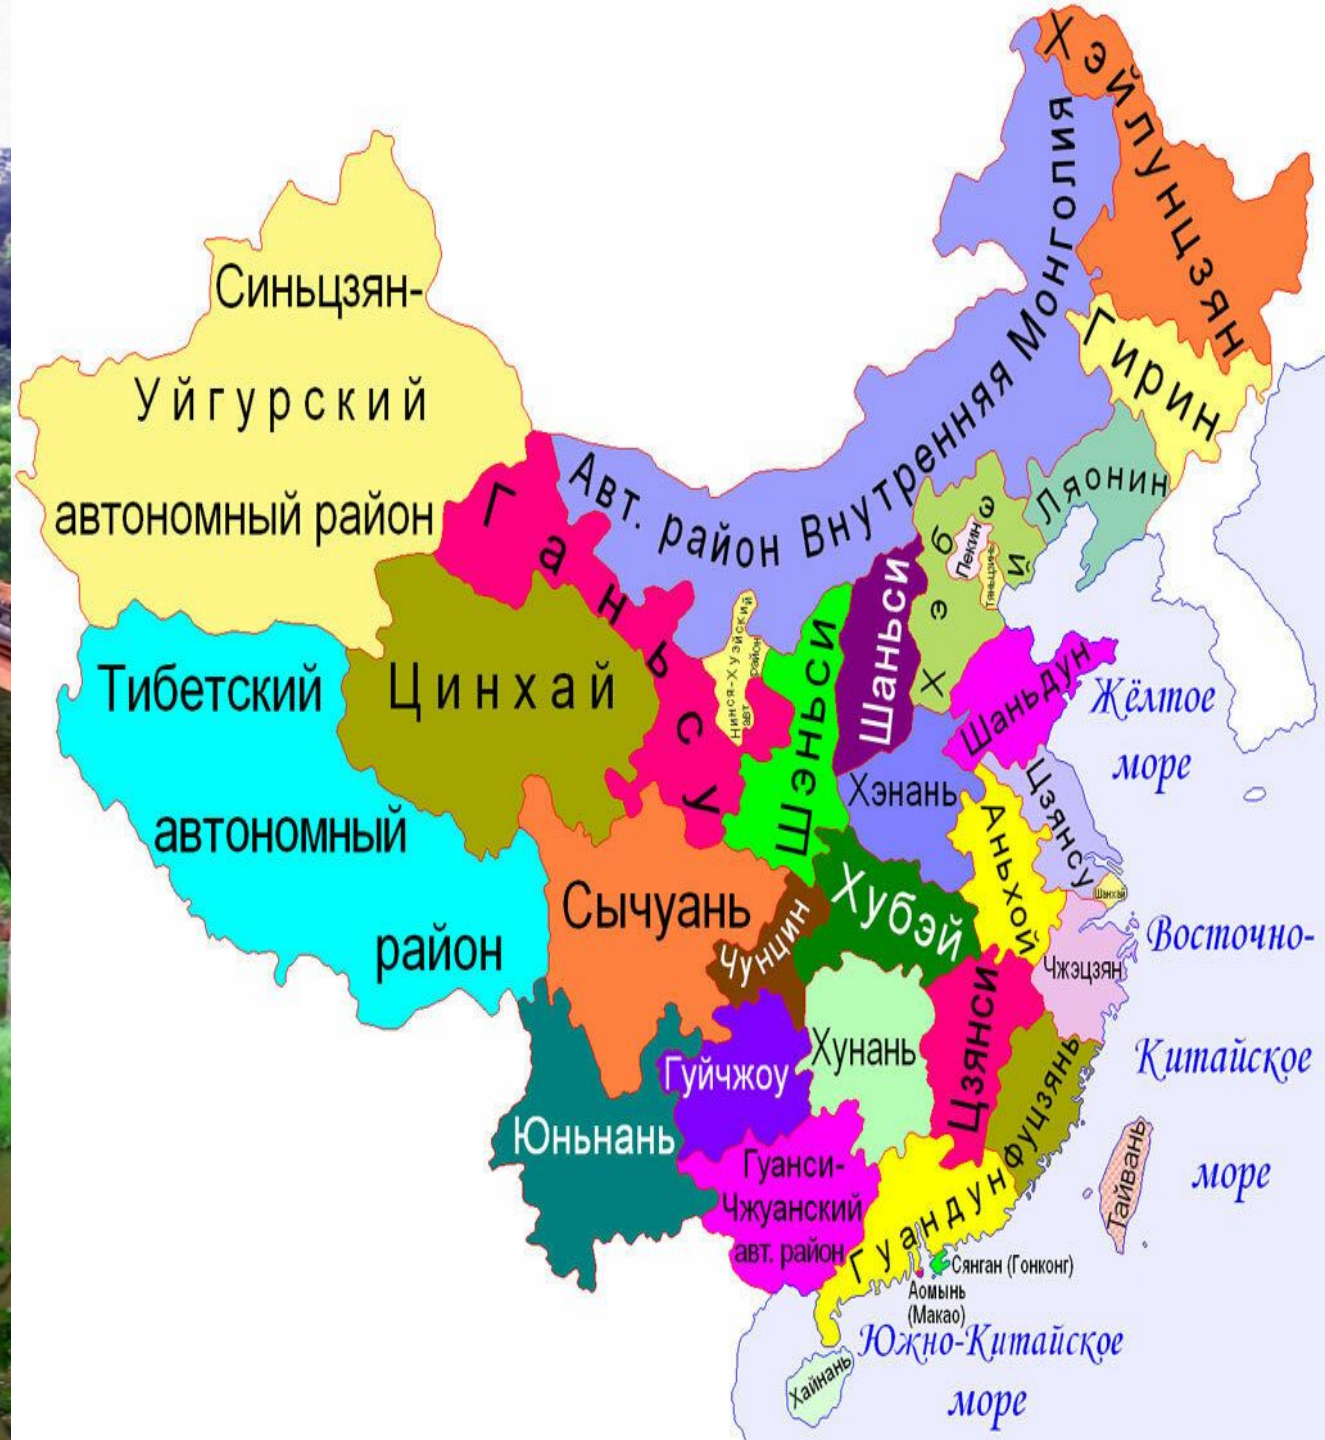 Хэйлунцзян
Авт. район Внутренняя Монголия
Гирин
Ляонин
Синьцзян-
Уйгурский
автономный район
Ганьсу
Хэбэй
Пекин
Тяньцзинь
Шаньси
Шэньси
Нинся-Хуэйский
авт. район
Шаньдун
Жёлтое
море
Тибетский
автономный
район
Цинхай
Хэнань
Цзянсу
Аньхой
Шанхай
Сычуань
Чунцин
Хубэй
Чжэцзян
Восточно-
Китайское
море
Хунань
Цзянси
Фуцзянь
Гуйчжоу
Юньнань
Гуанси-
Чжуанский
авт. район
Гуандун
Тайвань
Сянган (Гонконг)
Аомынь
(Макао)
Южно-Китайское
море
Хайнань